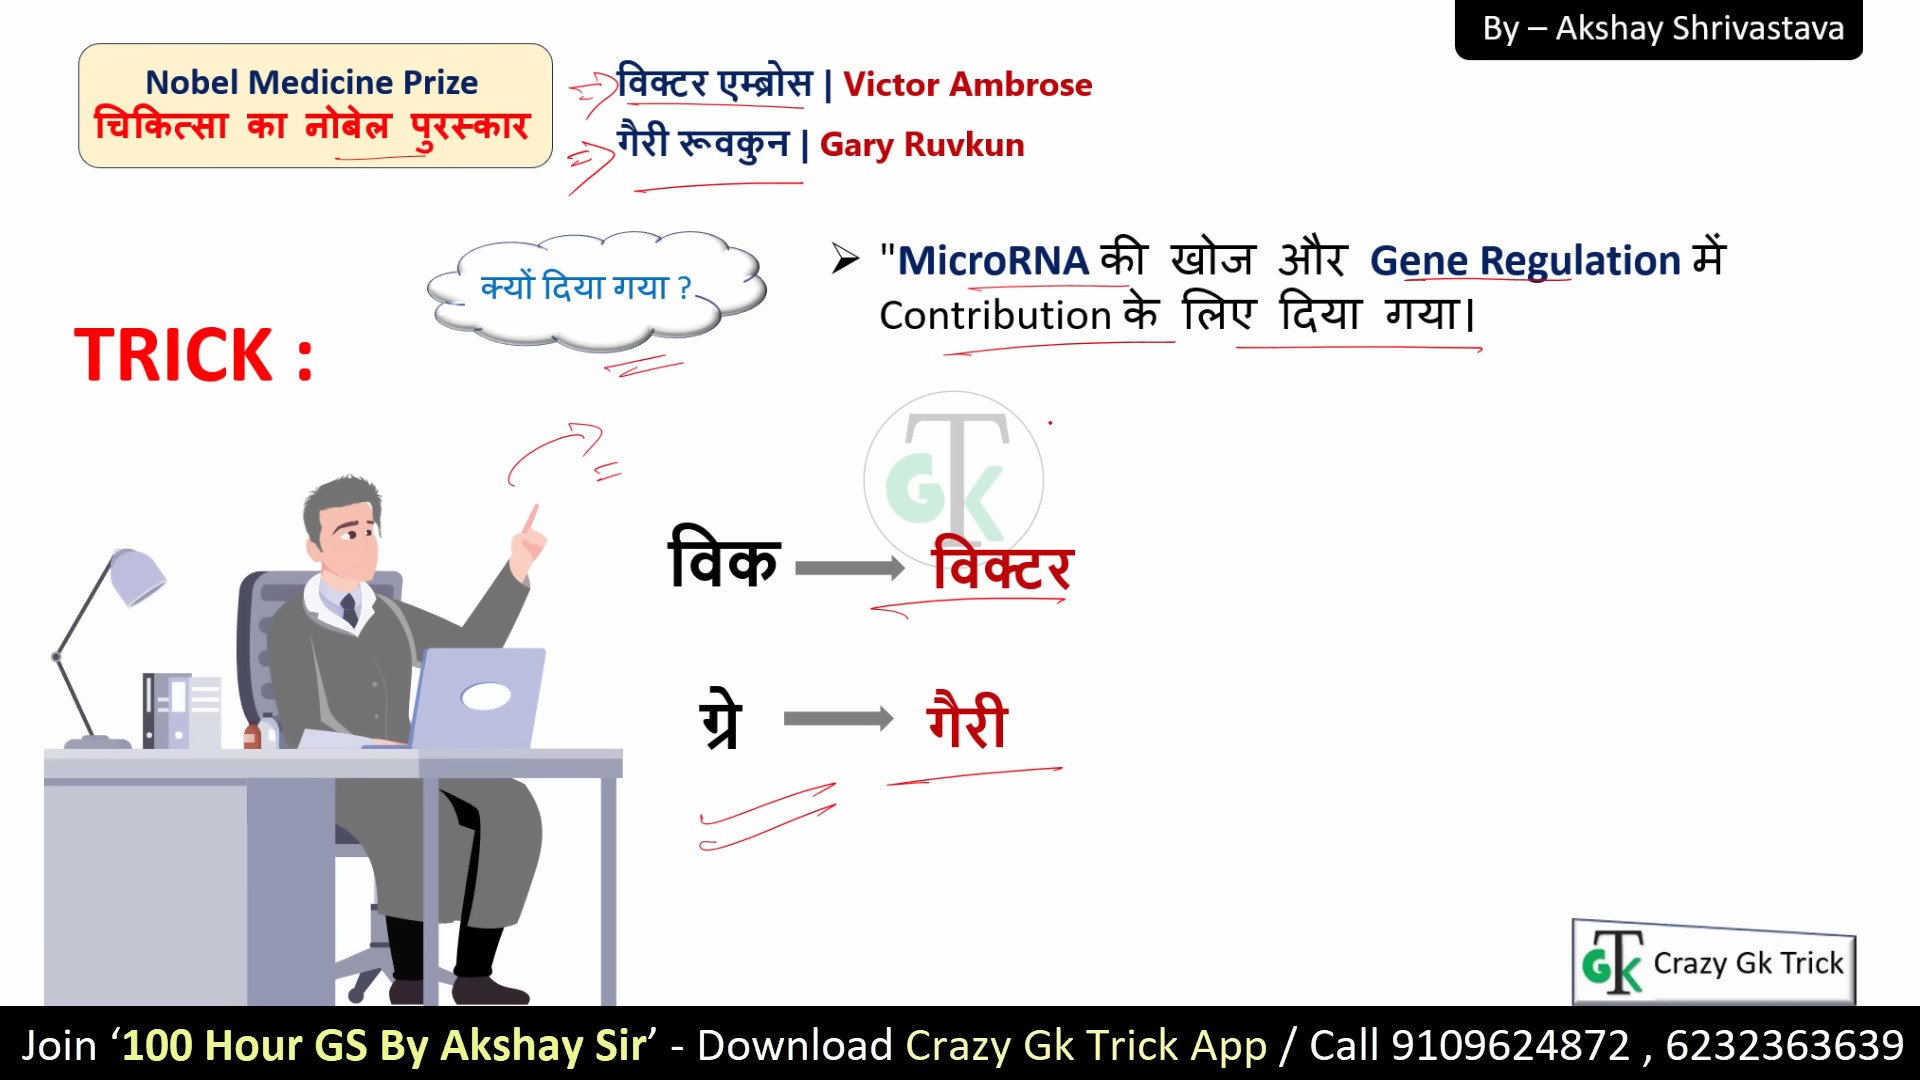 By – Akshay Shrivastava
Nobel Medicine Prize
चिकित्सा का नोबेल पुरस्कार
विक्टर एम्ब्रोस | Victor Ambrose
गैरी रूवकुन | Gary Ruvkun
क्यों दिया गया ?
"MicroRNA की खोज और Gene Regulation में
Contribution के लिए दिया गया।
TRICK :
GTK
विक विक्टर
ग्रे गैरी
GTK Crazy Gk Trick
Join ‘100 Hour GS By Akshay Sir’ - Download Crazy Gk Trick App / Call 9109624872 , 6232363639